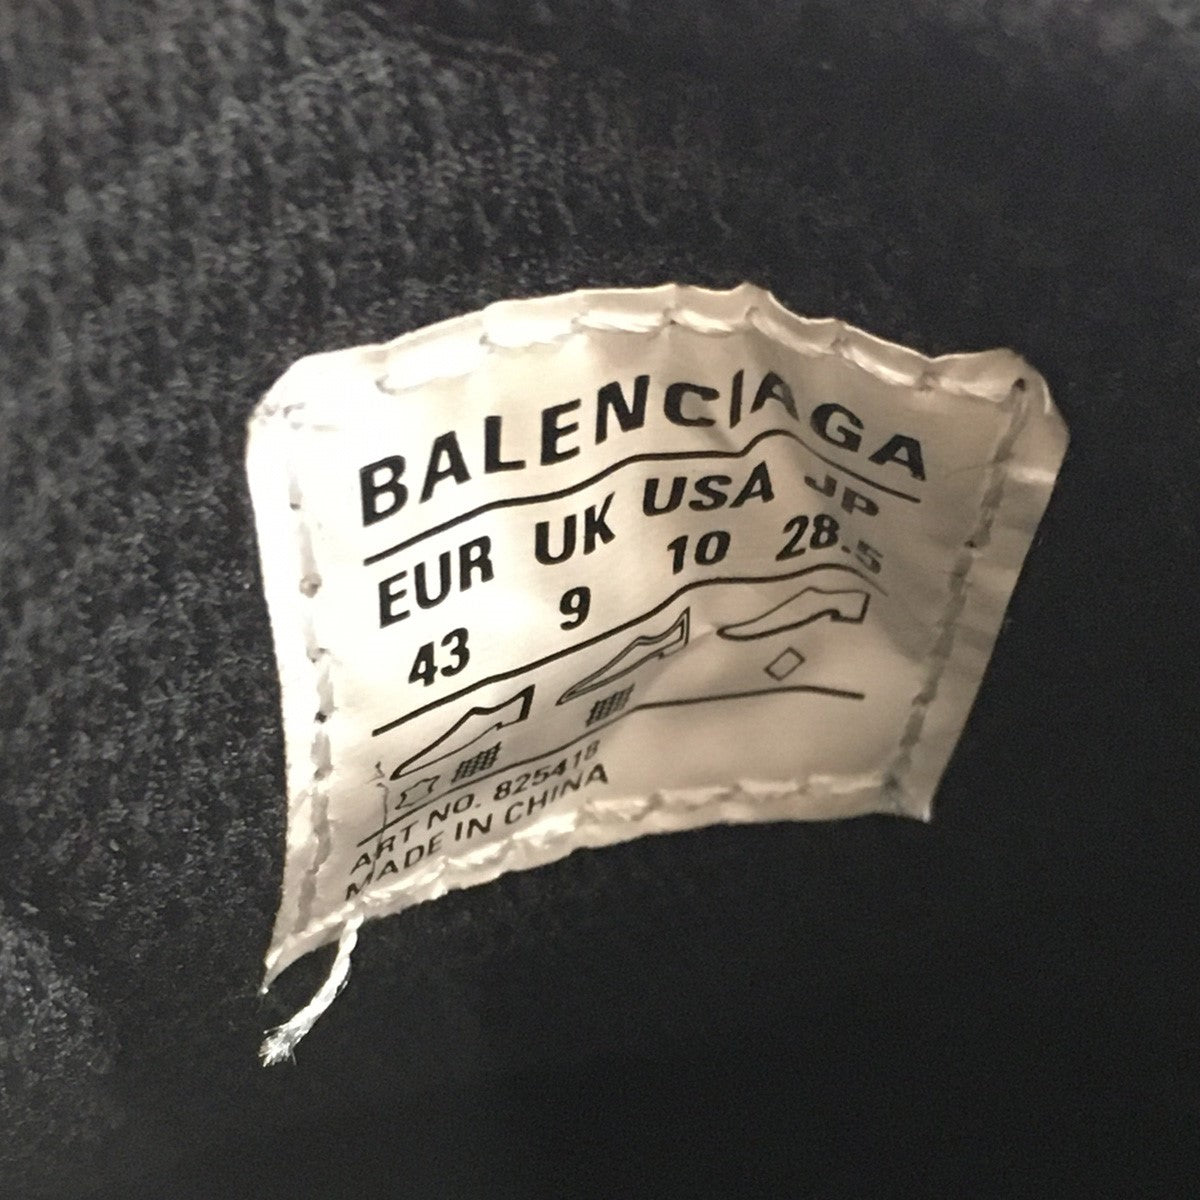 BALENCIAGA
EUR UK USA JP
43 9 10 28.5
ART NO. 825418
MADE IN CHINA